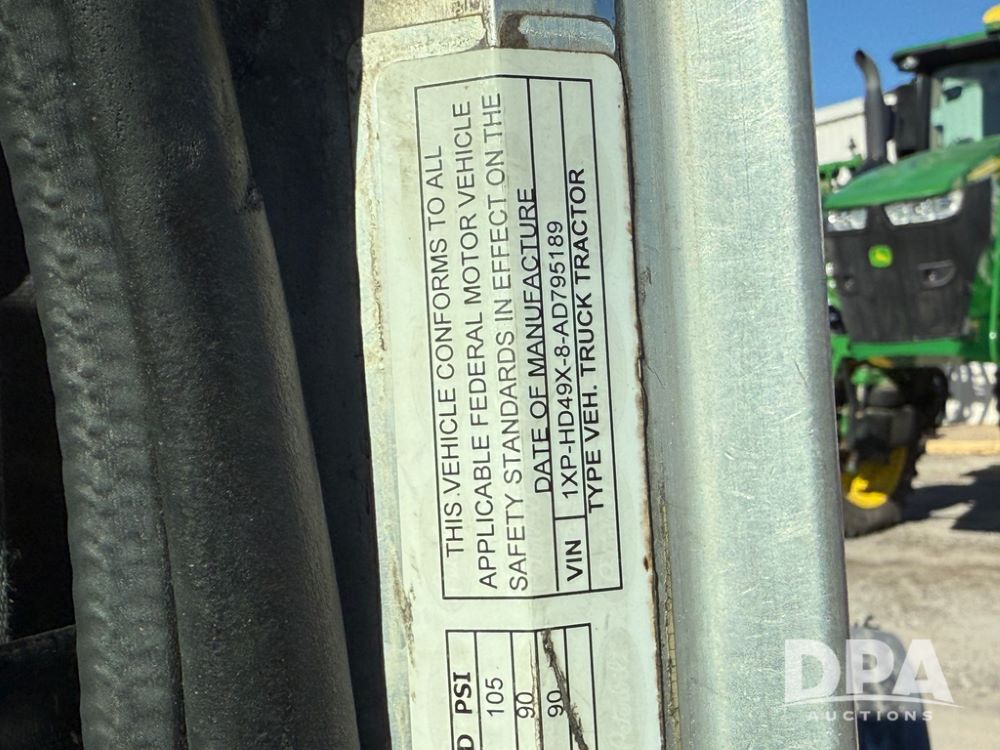 THIS VEHICLE CONFORMS TO ALL
APPLICABLE FEDERAL MOTOR VEHICLE
SAFETY STANDARDS IN EFFECT ON THE
DATE OF MANUFACTURE
VIN 1XP-HD49X-8-AD795189
TYPE VEH. TRUCK TRACTOR
D PSI
105
90
90
DPA
AUCTIONS